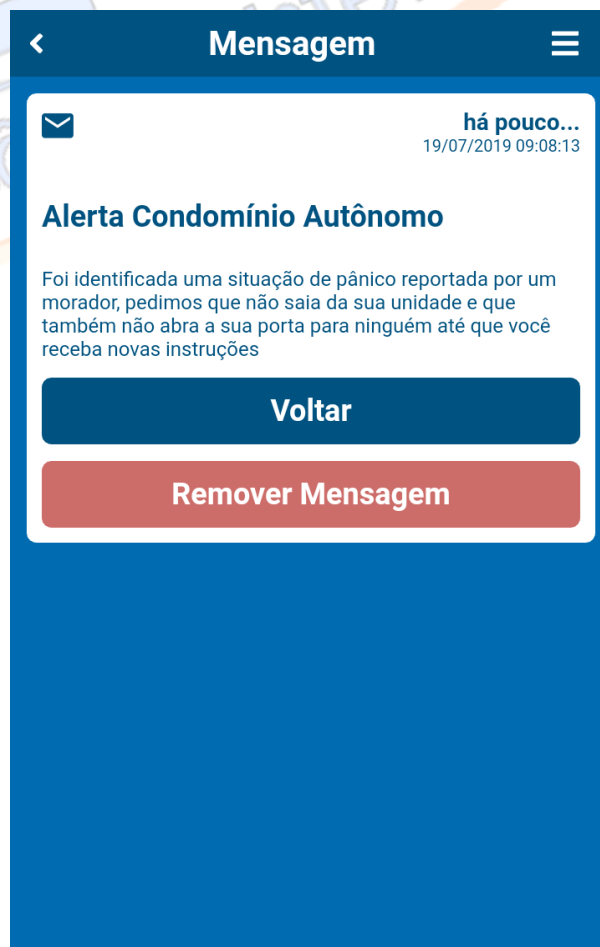 Mensagem
há pouco...
19/07/2019 09:08:13
Alerta Condomínio Autônomo
Foi identificada uma situação de pânico reportada por um
morador, pedimos que não saia da sua unidade e que
também não abra a sua porta para ninguém até que você
receba novas instruções
Voltar
Remover Mensagem